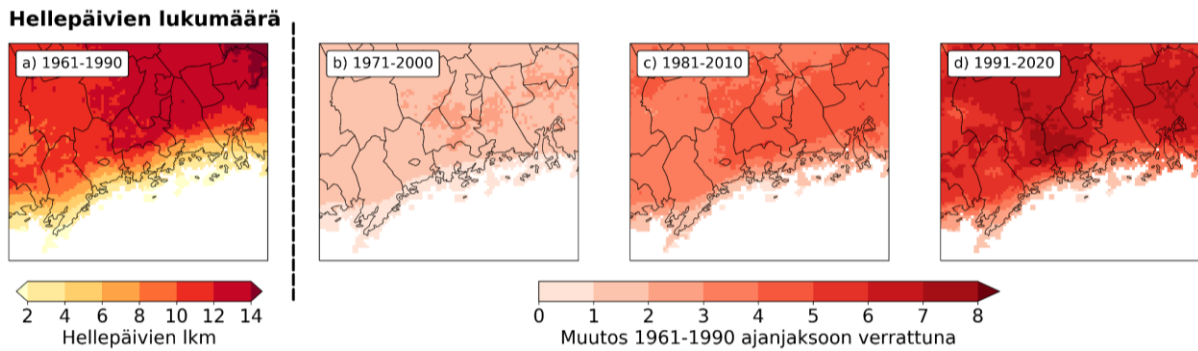 Hellepäivien lukumäärä
a) 1961-1990
b) 1971-2000
c) 1981-2010
d) 1991-2020
2 4 6 8 10 12 14
Hellepäivien lkm
0 1 2 3 4 5 6 7 8
Muutos 1961-1990 ajanjaksoon verrattuna